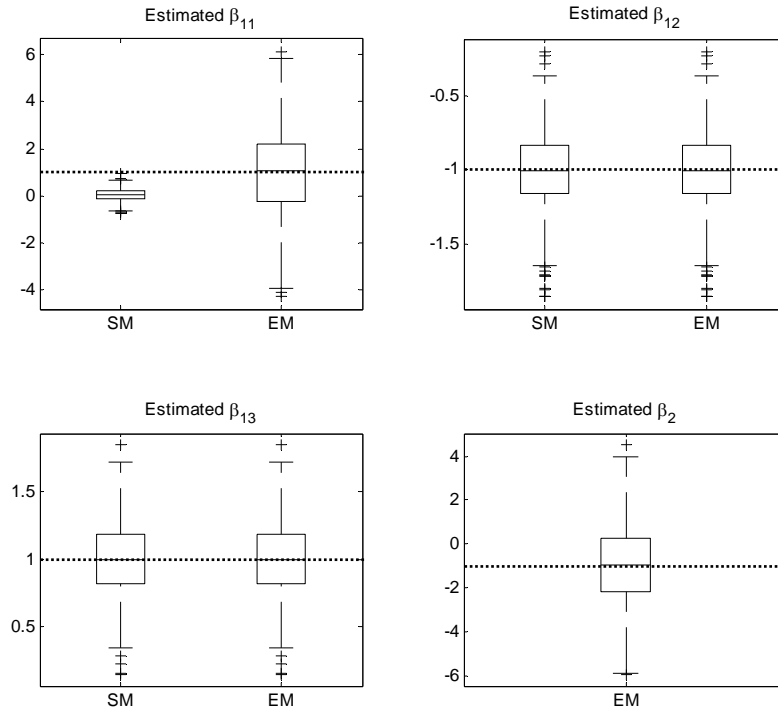 Estimated β11
6
4
2
0
-2
-4
SM EM
Estimated β12
-0.5
-1
-1.5
SM EM
Estimated β13
1.5
1
0.5
SM EM
Estimated β2
4
2
0
-2
-4
-6
EM